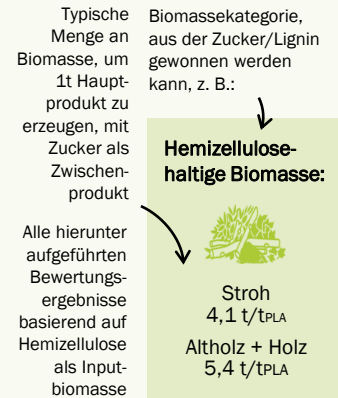 Typische
Menge an
Biomasse, um
1t Haupt-
produkt zu
erzeugen, mit
Zucker als
Zwischen-
produkt
Alle hierunter
aufgeführten
Bewertungs-
ergebnisse
basierend auf
Hemizellulose
als Input-
biomasse
Biomassekategorie,
aus der Zucker/Lignin
gewonnen werden
kann, z. B.:
Hemizellulose-
haltige Biomasse:
Stroh
4,1 t/tPLA
Altholz + Holz
5,4 t/tPLA